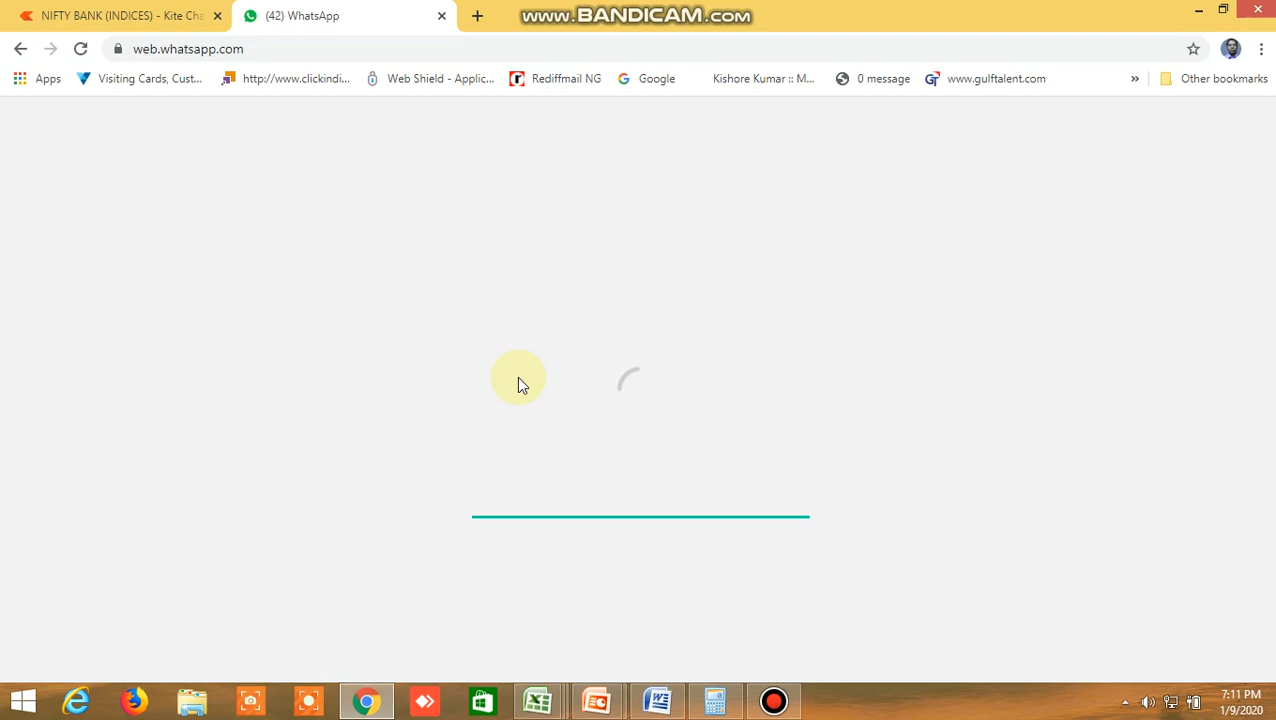 NIFTY BANK (INDICES) - Kite Cha
(42) WhatsApp
www.BANDICAM.com
web.whatsapp.com
Apps
Visiting Cards, Cust...
http://www.clickindi...
Web Shield - Applic...
Rediffmail NG
Google
Kishore Kumar :: M...
0 message
www.gulftalent.com
»
Other bookmarks
7:11 PM
1/9/2020